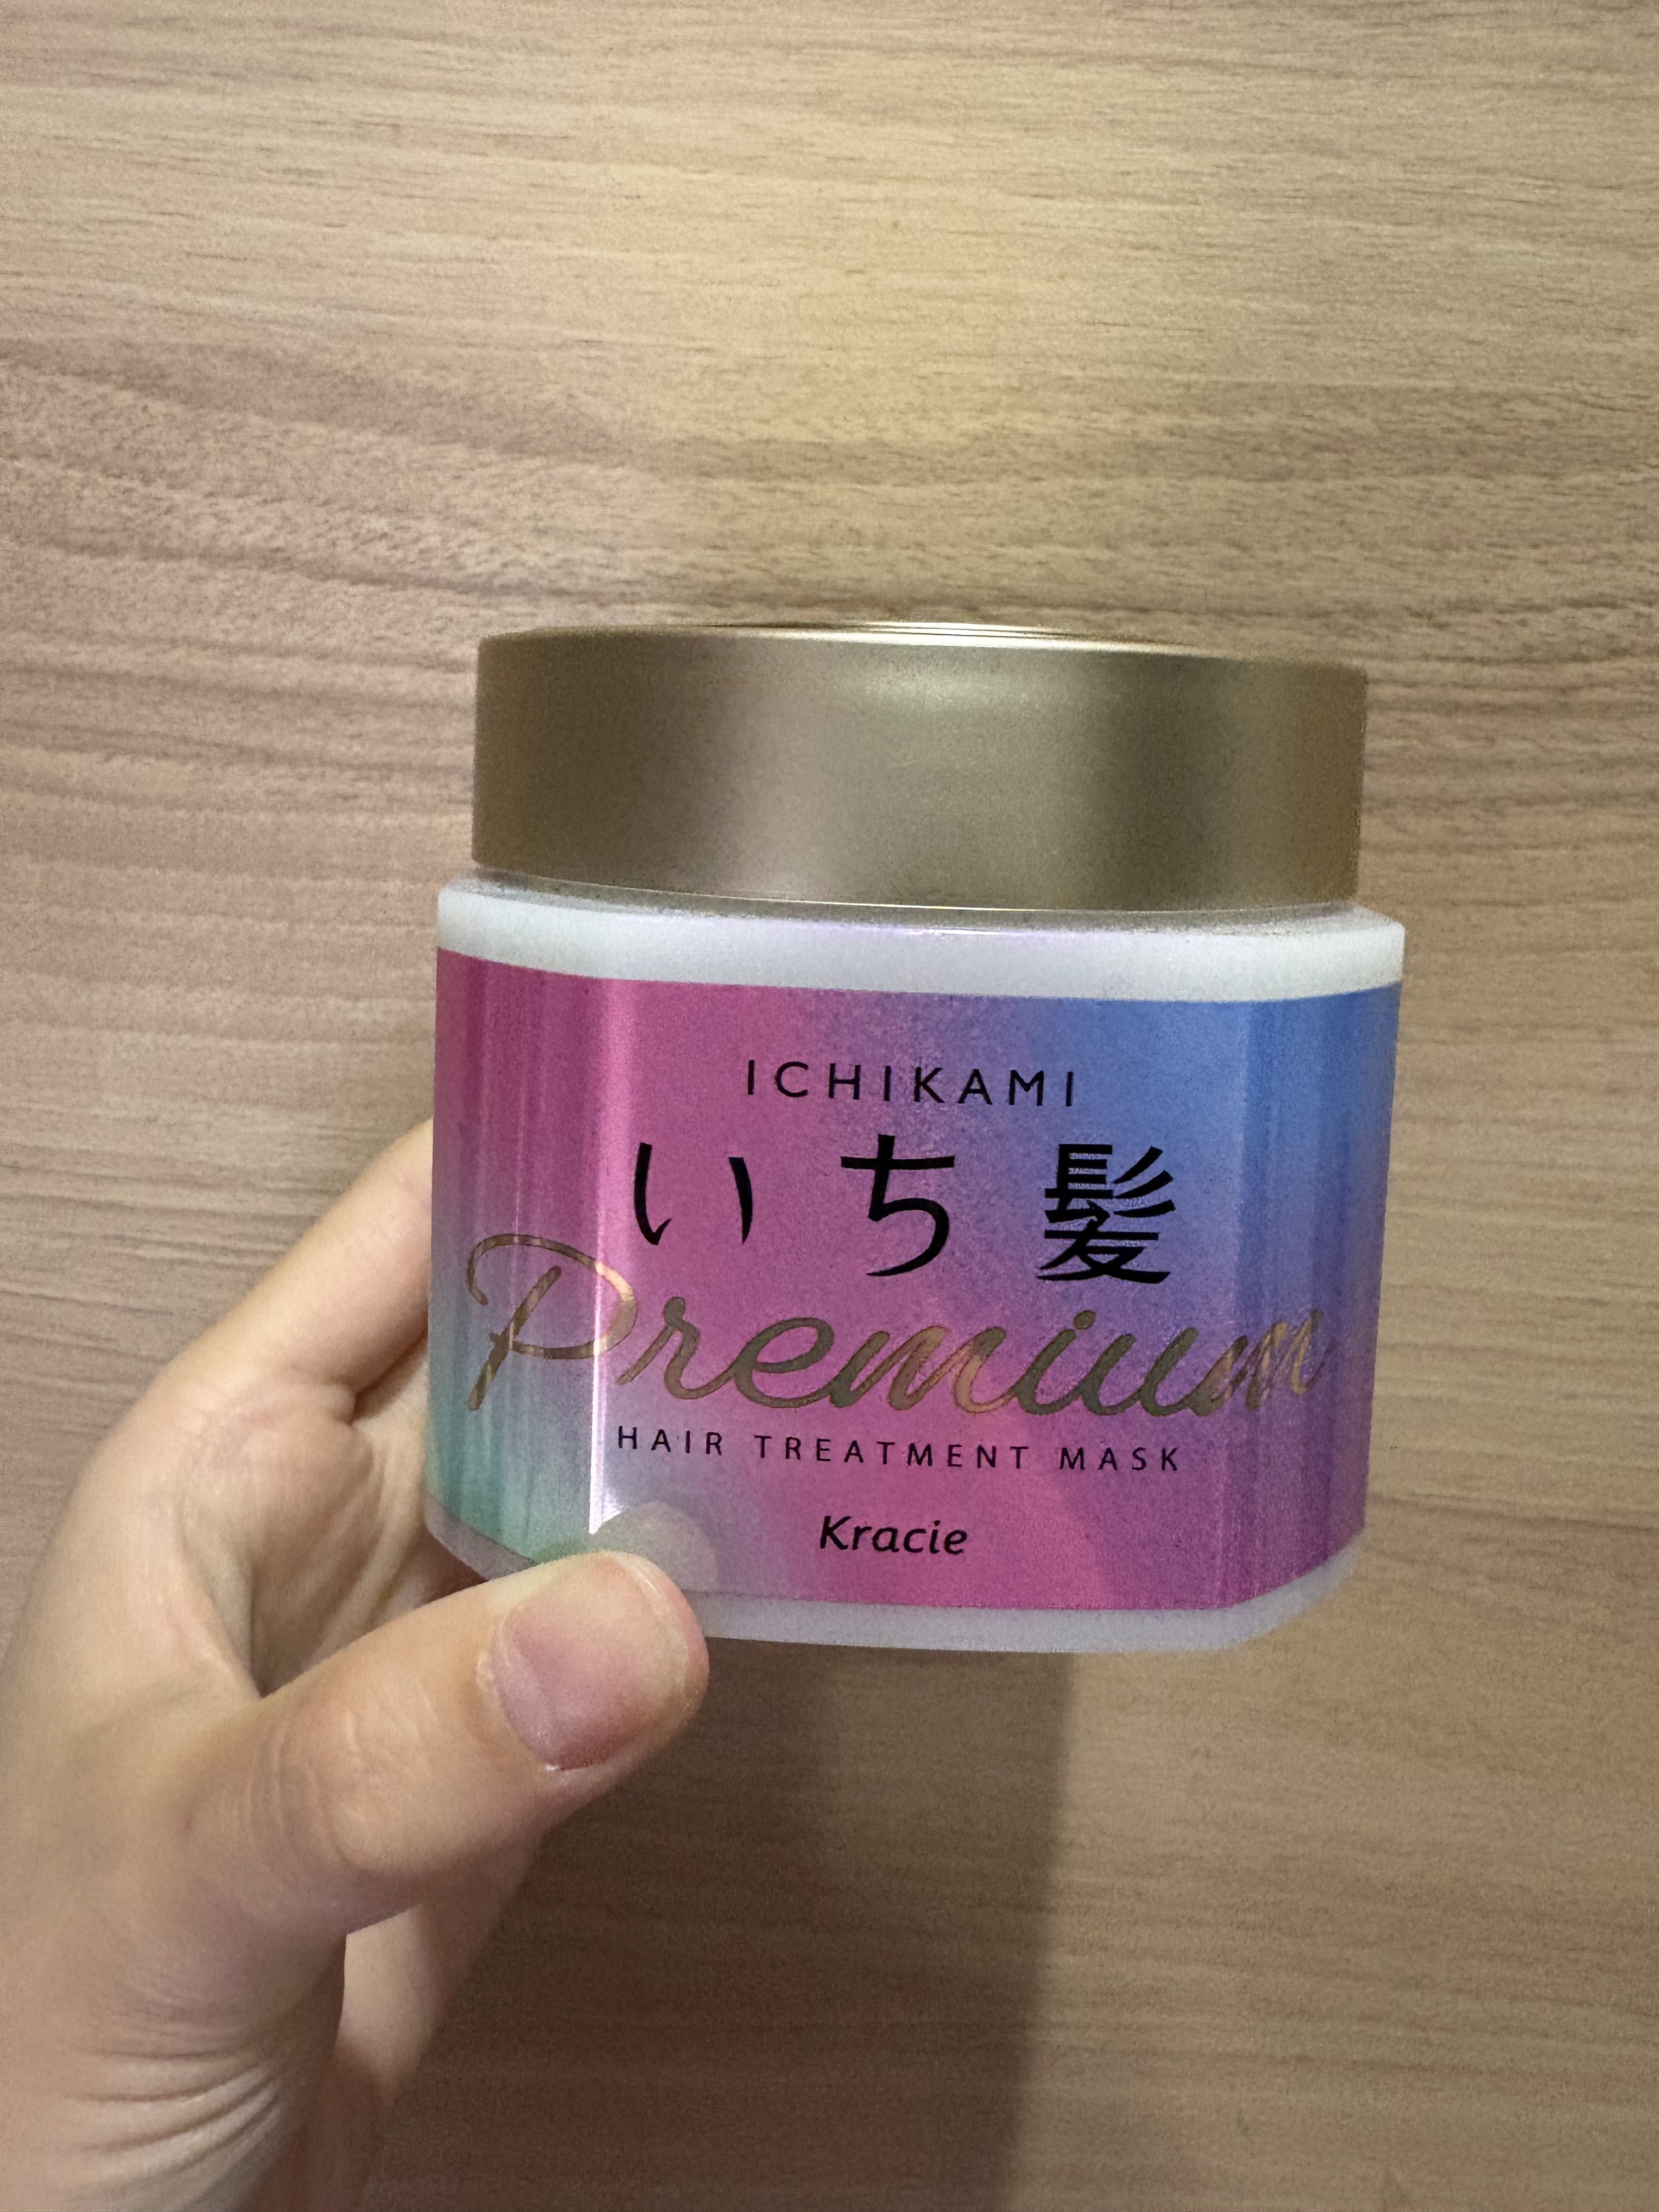 ICHIKAMI
いち髪
Premium
HAIR TREATMENT MASK
Kracie